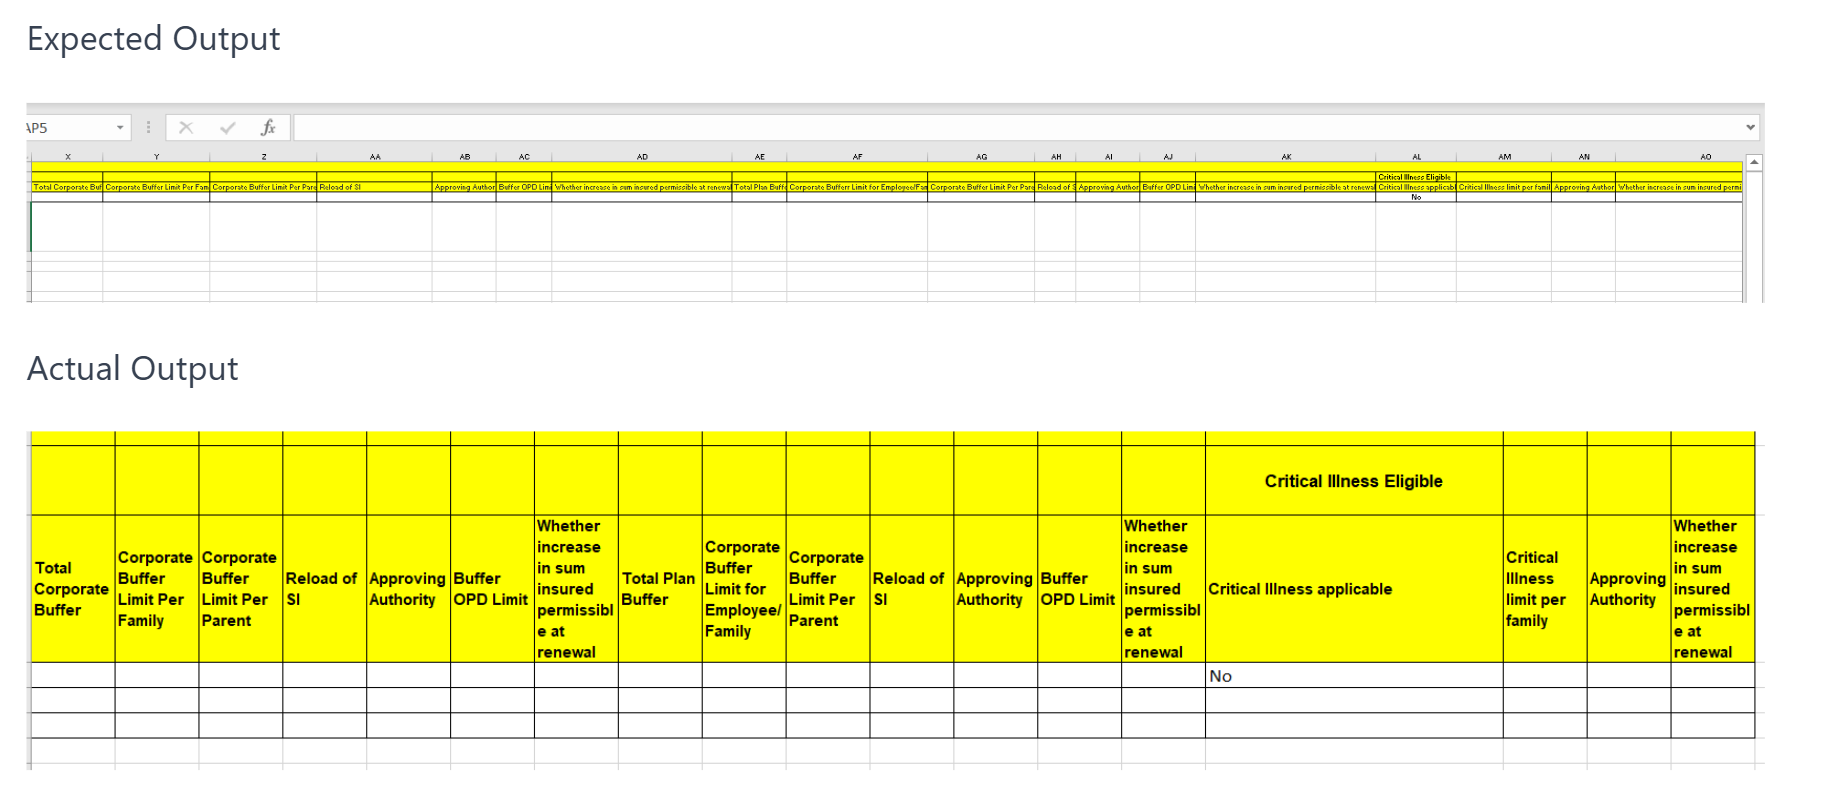 Expected Output
AP5
fx
X Y Z AA AB AC AD AE AF AG AH AI AJ AK AL AM AN AO
Critical Illness Eligible
Total Corporate Buf Corporate Buffer Limit Per Fam Corporate Buffer Limit Per Pare Reload of SI Approving Author Buffer OPD Lim Whether increase in sum insured permissible at renewal Total Plan Buffe Corporate Bufferr Limit for Employee/Fam Corporate Buffer Limit Per Pare Reload of S Approving Author Buffer OPD Lim Whether increase in sum insured permissible at renewal Critical Illness applicabl Critical Illness limit per famil Approving Author Whether increase in sum insured permi
No
Actual Output
Critical Illness Eligible
Total
Corporate
Buffer
Corporate
Buffer
Limit Per
Family
Corporate
Buffer
Limit Per
Parent
Reload of
SI
Approving
Authority
Buffer
OPD Limit
Whether
increase
in sum
insured
permissibl
e at
renewal
Total Plan
Buffer
Corporate
Buffer
Limit for
Employee/
Family
Corporate
Buffer
Limit Per
Parent
Reload of
SI
Approving
Authority
Buffer
OPD Limit
Whether
increase
in sum
insured
permissibl
e at
renewal
Critical Illness applicable
Critical
Illness
limit per
family
Approving
Authority
Whether
increase
in sum
insured
permissibl
e at
renewal
No